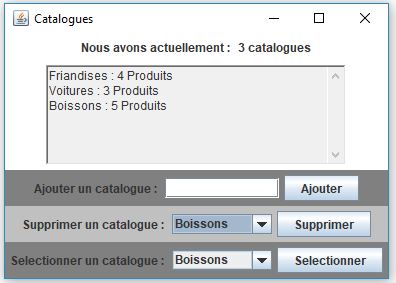 Catalogues
Nous avons actuellement : 3 catalogues
Friandises : 4 Produits
Voitures : 3 Produits
Boissons : 5 Produits
Ajouter un catalogue : Ajouter
Supprimer un catalogue : Boissons Supprimer
Selectionner un catalogue : Boissons Selectionner